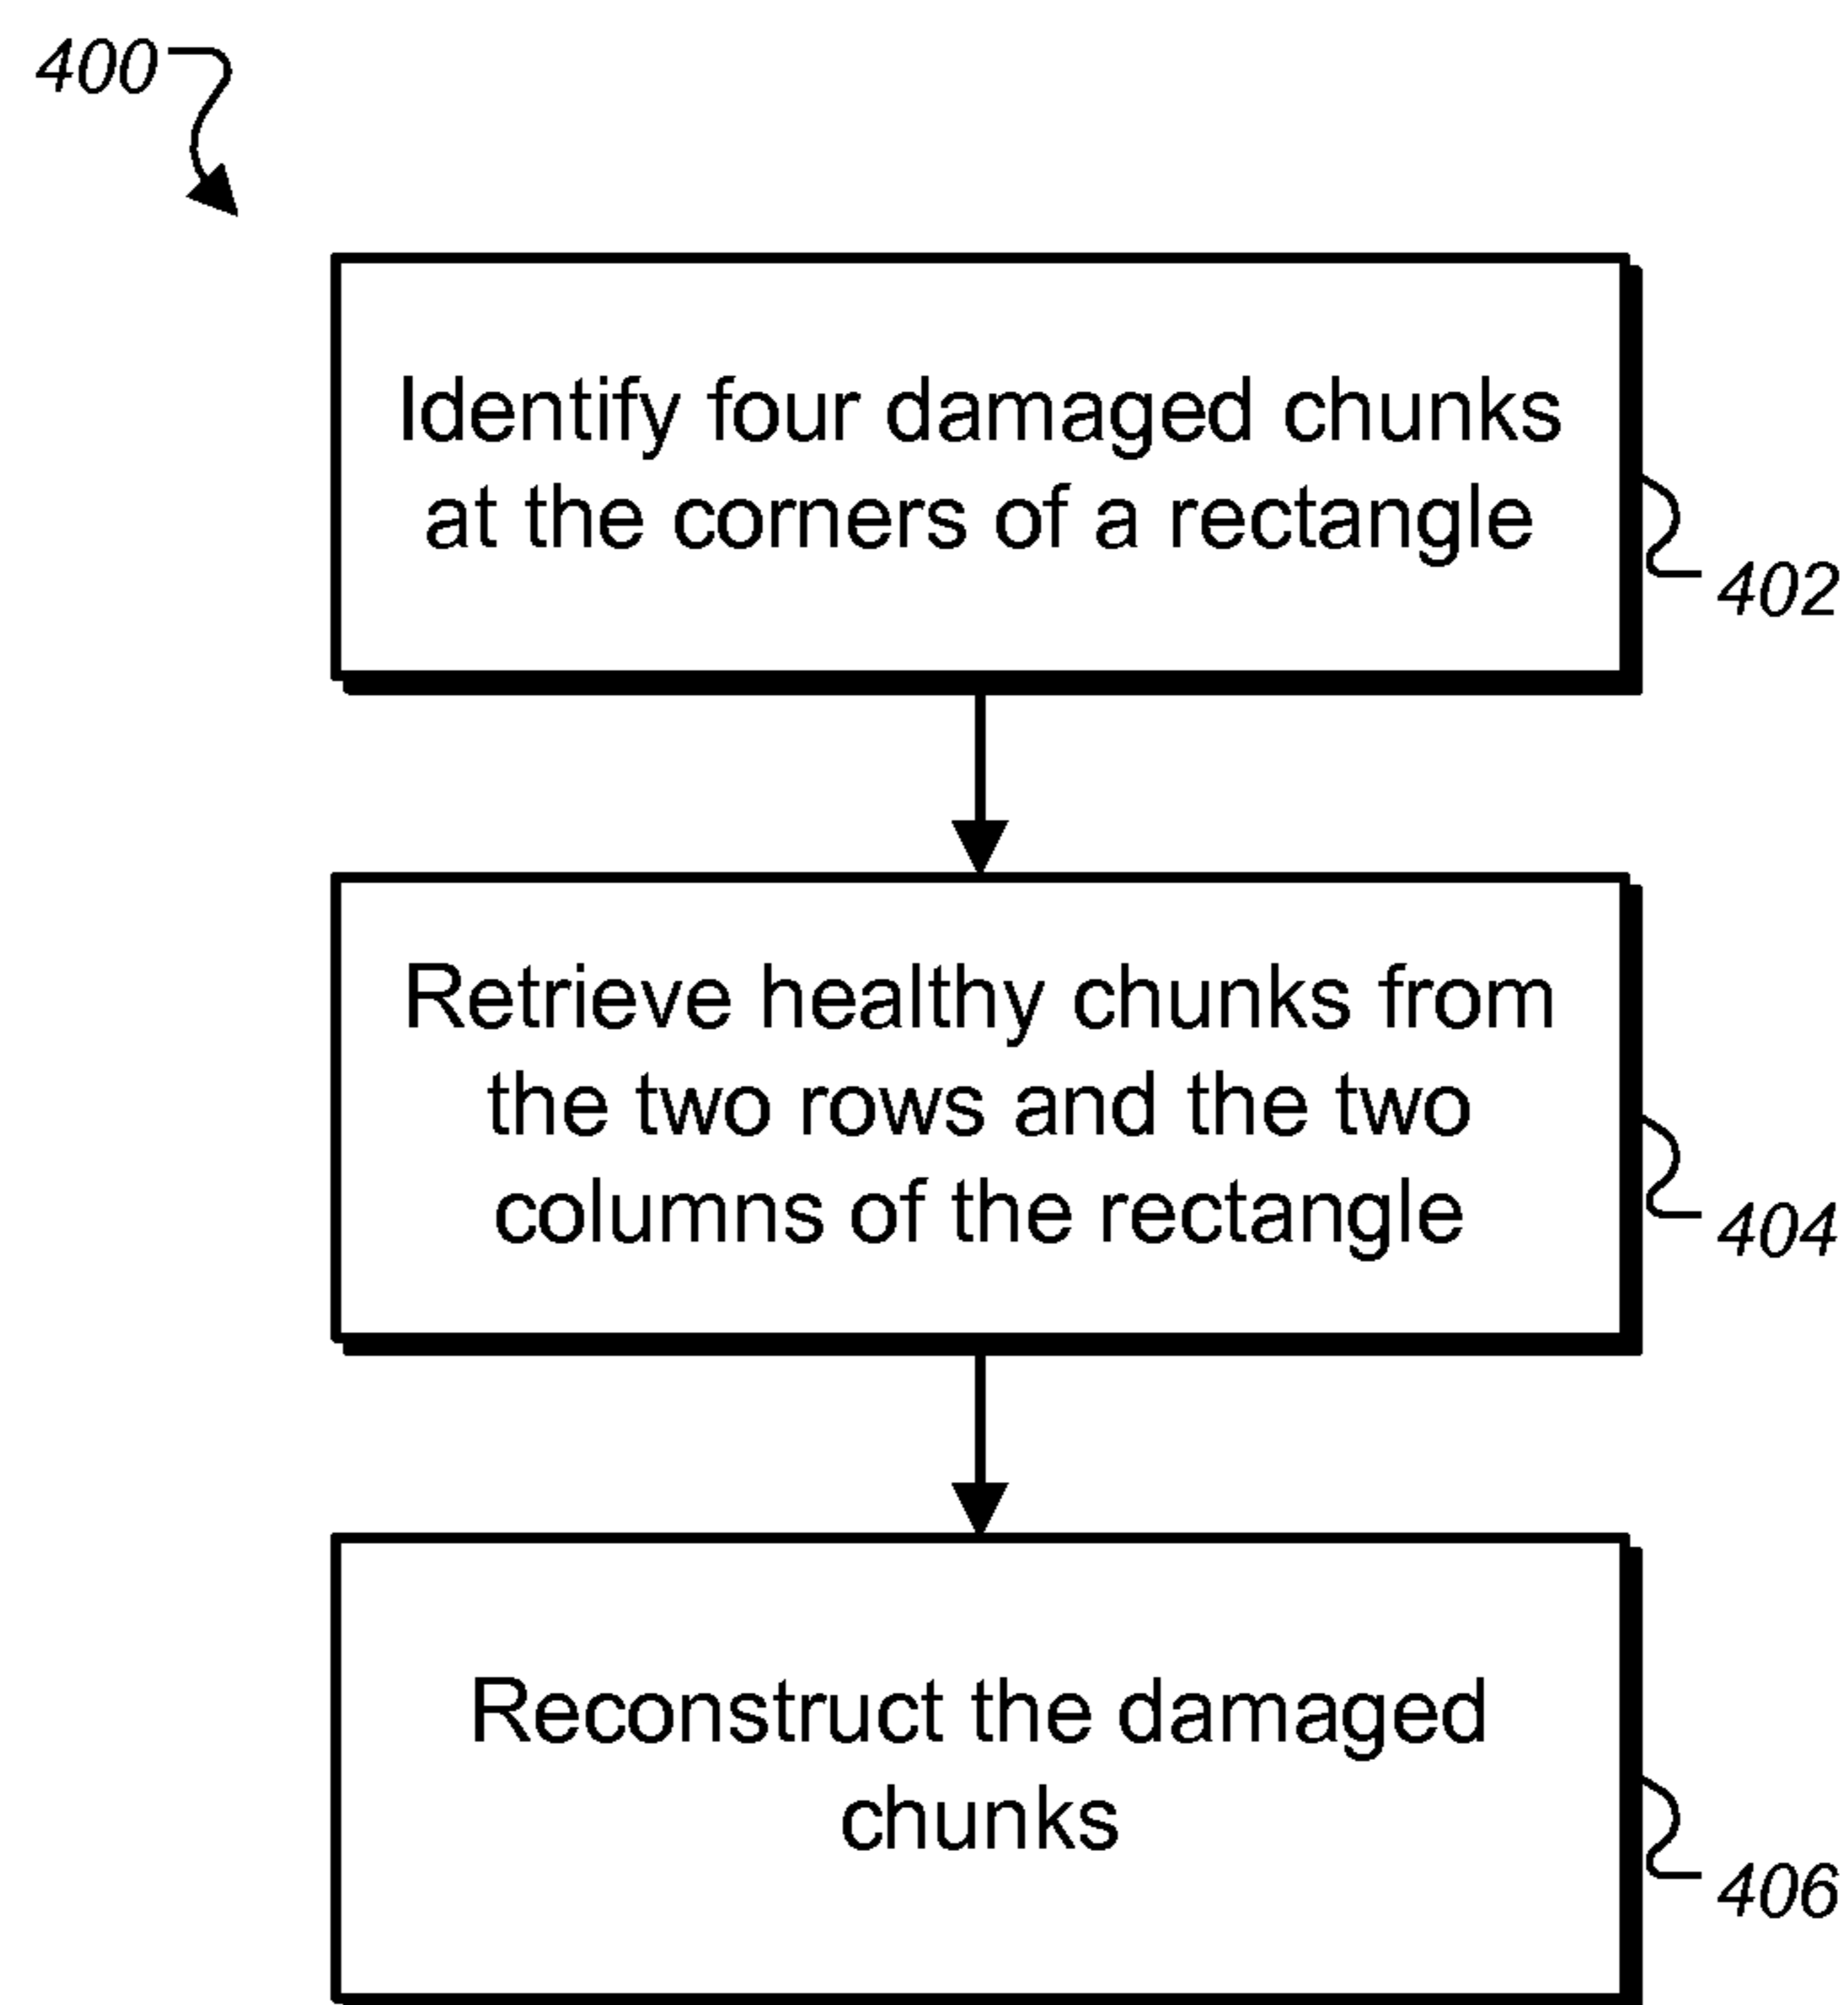 400
Identify four damaged chunks
at the corners of a rectangle
402
Retrieve healthy chunks from
the two rows and the two
columns of the rectangle
404
Reconstruct the damaged
chunks
406